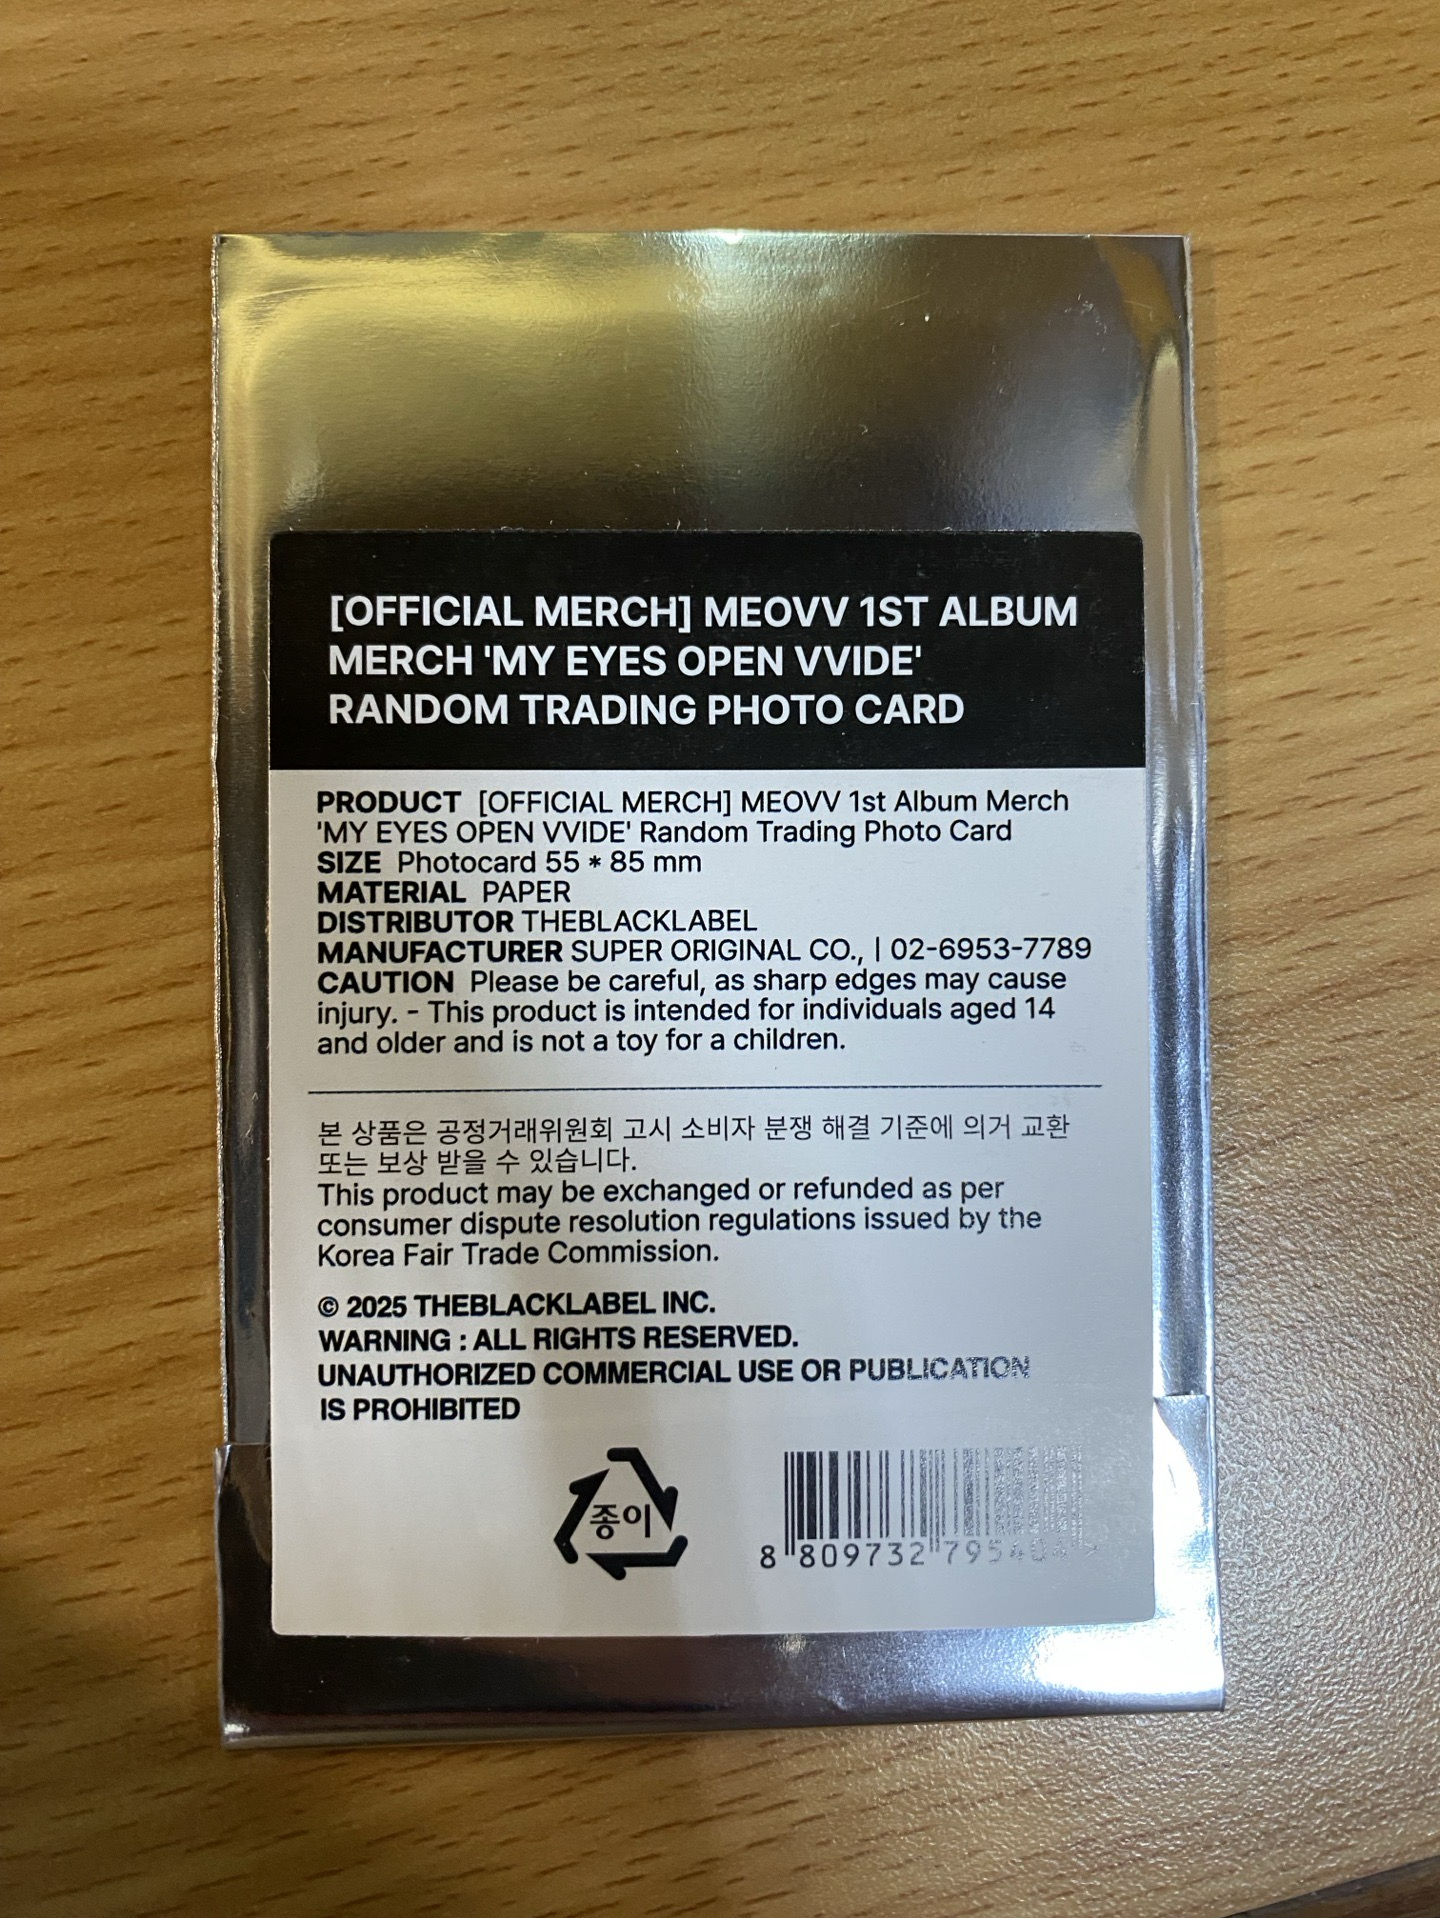 [OFFICIAL MERCH] MEOVV 1ST ALBUM
MERCH 'MY EYES OPEN VVIDE'
RANDOM TRADING PHOTO CARD
PRODUCT [OFFICIAL MERCH] MEOVV 1st Album Merch
'MY EYES OPEN VVIDE' Random Trading Photo Card
SIZE Photocard 55 * 85 mm
MATERIAL PAPER
DISTRIBUTOR THEBLACKLABEL
MANUFACTURER SUPER ORIGINAL CO., | 02-6953-7789
CAUTION Please be careful, as sharp edges may cause
injury. - This product is intended for individuals aged 14
and older and is not a toy for a children.
본 상품은 공정거래위원회 고시 소비자 분쟁 해결 기준에 의거 교환
또는 보상 받을 수 있습니다.
This product may be exchanged or refunded as per
consumer dispute resolution regulations issued by the
Korea Fair Trade Commission.
© 2025 THEBLACKLABEL INC.
WARNING : ALL RIGHTS RESERVED.
UNAUTHORIZED COMMERCIAL USE OR PUBLICATION
IS PROHIBITED
종이
8 809732